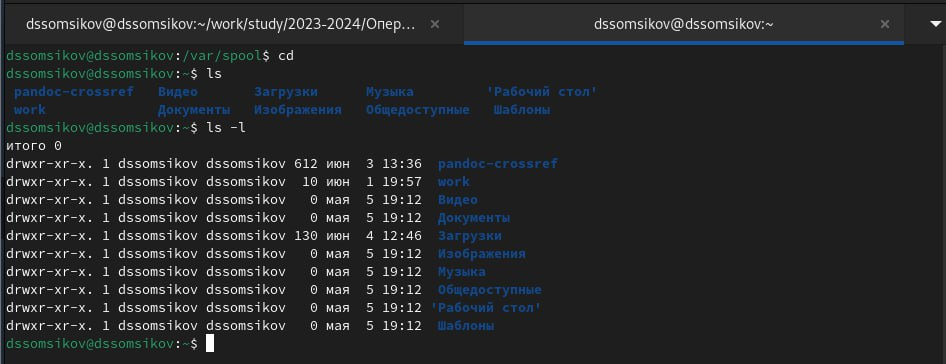 dssomsikov@dssomsikov:~/work/study/2023-2024/Опер... × dssomsikov@dssomsikov:~ ×
dssomsikov@dssomsikov:/var/spool$ cd
dssomsikov@dssomsikov:~$ ls
pandoc-crossref Видео Загрузки Музыка 'Рабочий стол'
work Документы Изображения Общедоступные Шаблоны
dssomsikov@dssomsikov:~$ ls -l
итого 0
drwxr-xr-x. 1 dssomsikov dssomsikov 612 июн 3 13:36 pandoc-crossref
drwxr-xr-x. 1 dssomsikov dssomsikov 10 июн 1 19:57 work
drwxr-xr-x. 1 dssomsikov dssomsikov 0 мая 5 19:12 Видео
drwxr-xr-x. 1 dssomsikov dssomsikov 0 мая 5 19:12 Документы
drwxr-xr-x. 1 dssomsikov dssomsikov 130 июн 4 12:46 Загрузки
drwxr-xr-x. 1 dssomsikov dssomsikov 0 мая 5 19:12 Изображения
drwxr-xr-x. 1 dssomsikov dssomsikov 0 мая 5 19:12 Музыка
drwxr-xr-x. 1 dssomsikov dssomsikov 0 мая 5 19:12 Общедоступные
drwxr-xr-x. 1 dssomsikov dssomsikov 0 мая 5 19:12 'Рабочий стол'
drwxr-xr-x. 1 dssomsikov dssomsikov 0 мая 5 19:12 Шаблоны
dssomsikov@dssomsikov:~$